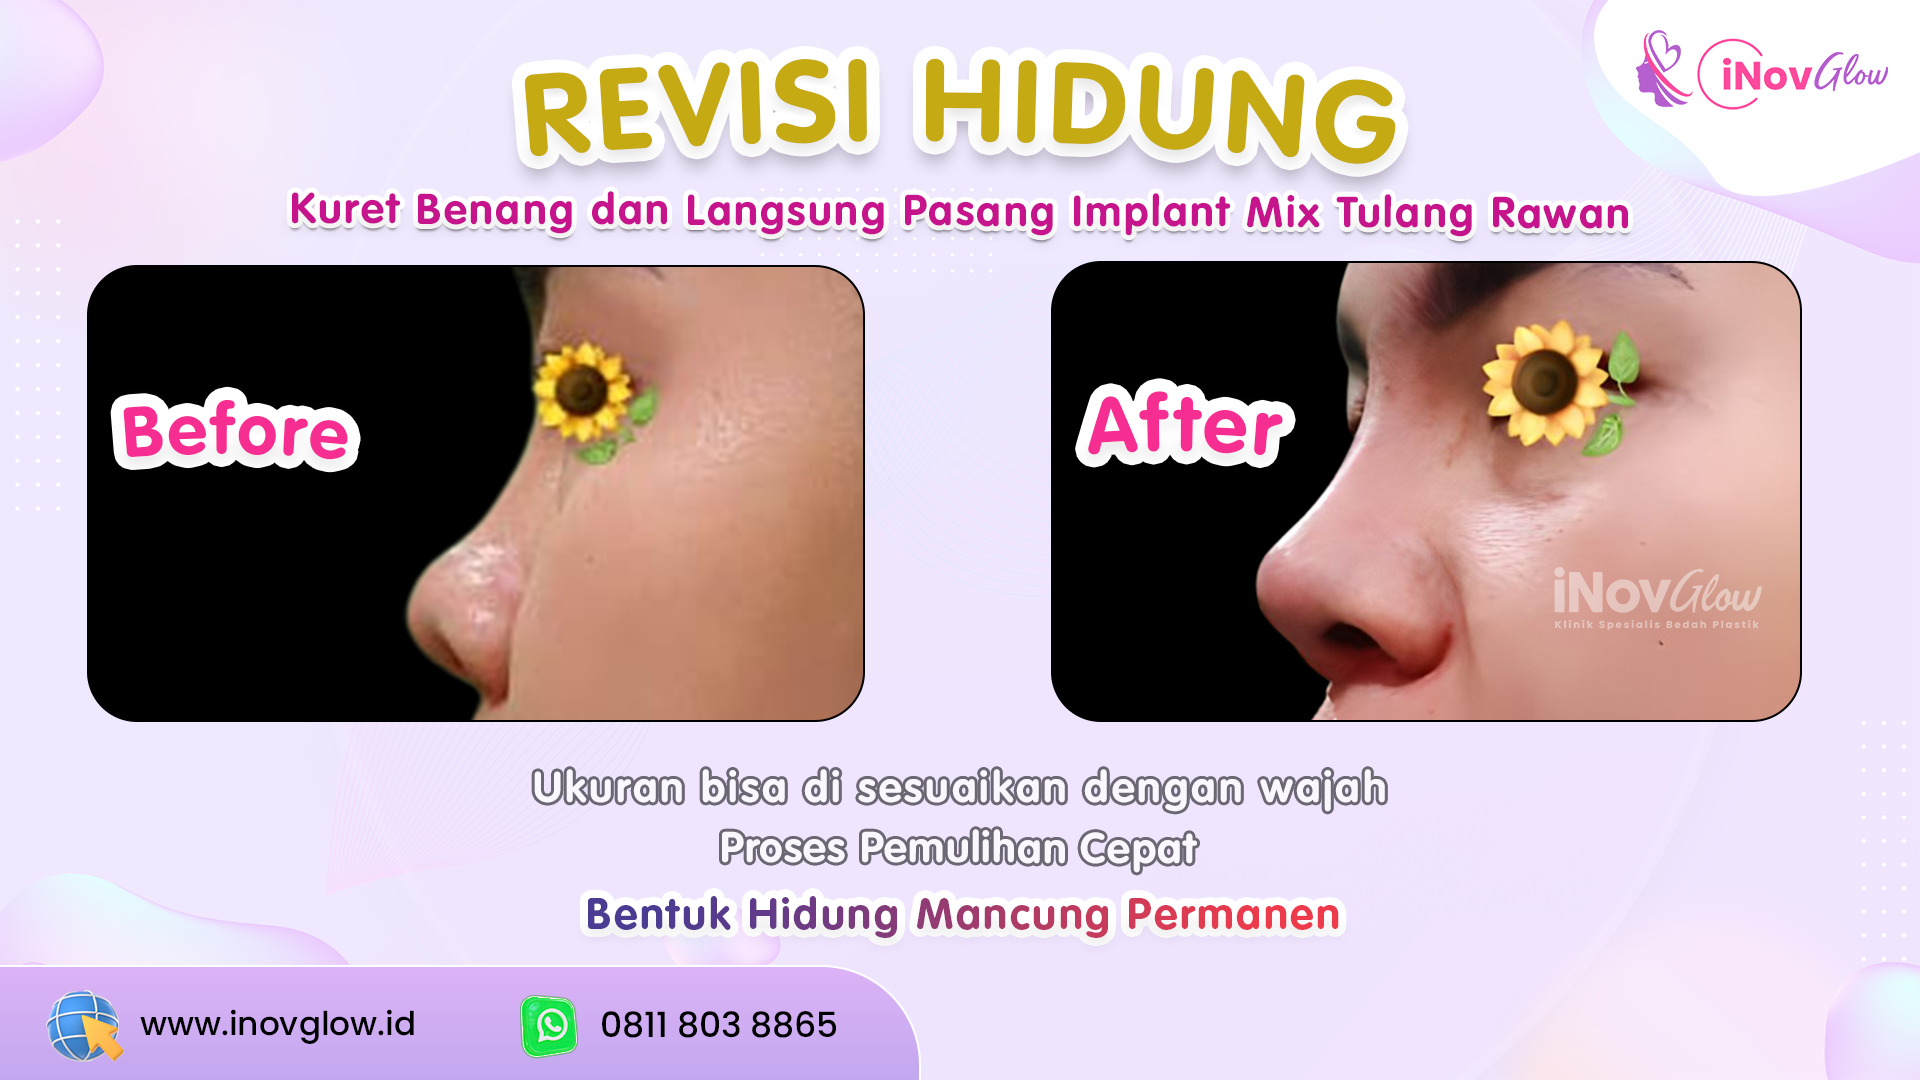 iNovGlow
REVISI HIDUNG
Kuret Benang dan Langsung Pasang Implant Mix Tulang Rawan
Before
After
iNovGlow
Klinik Spesialis Bedah Plastik
Ukuran bisa di sesuaikan dengan wajah
Proses Pemulihan Cepat
Bentuk Hidung Mancung Permanen
www.inovglow.id
0811 803 8865